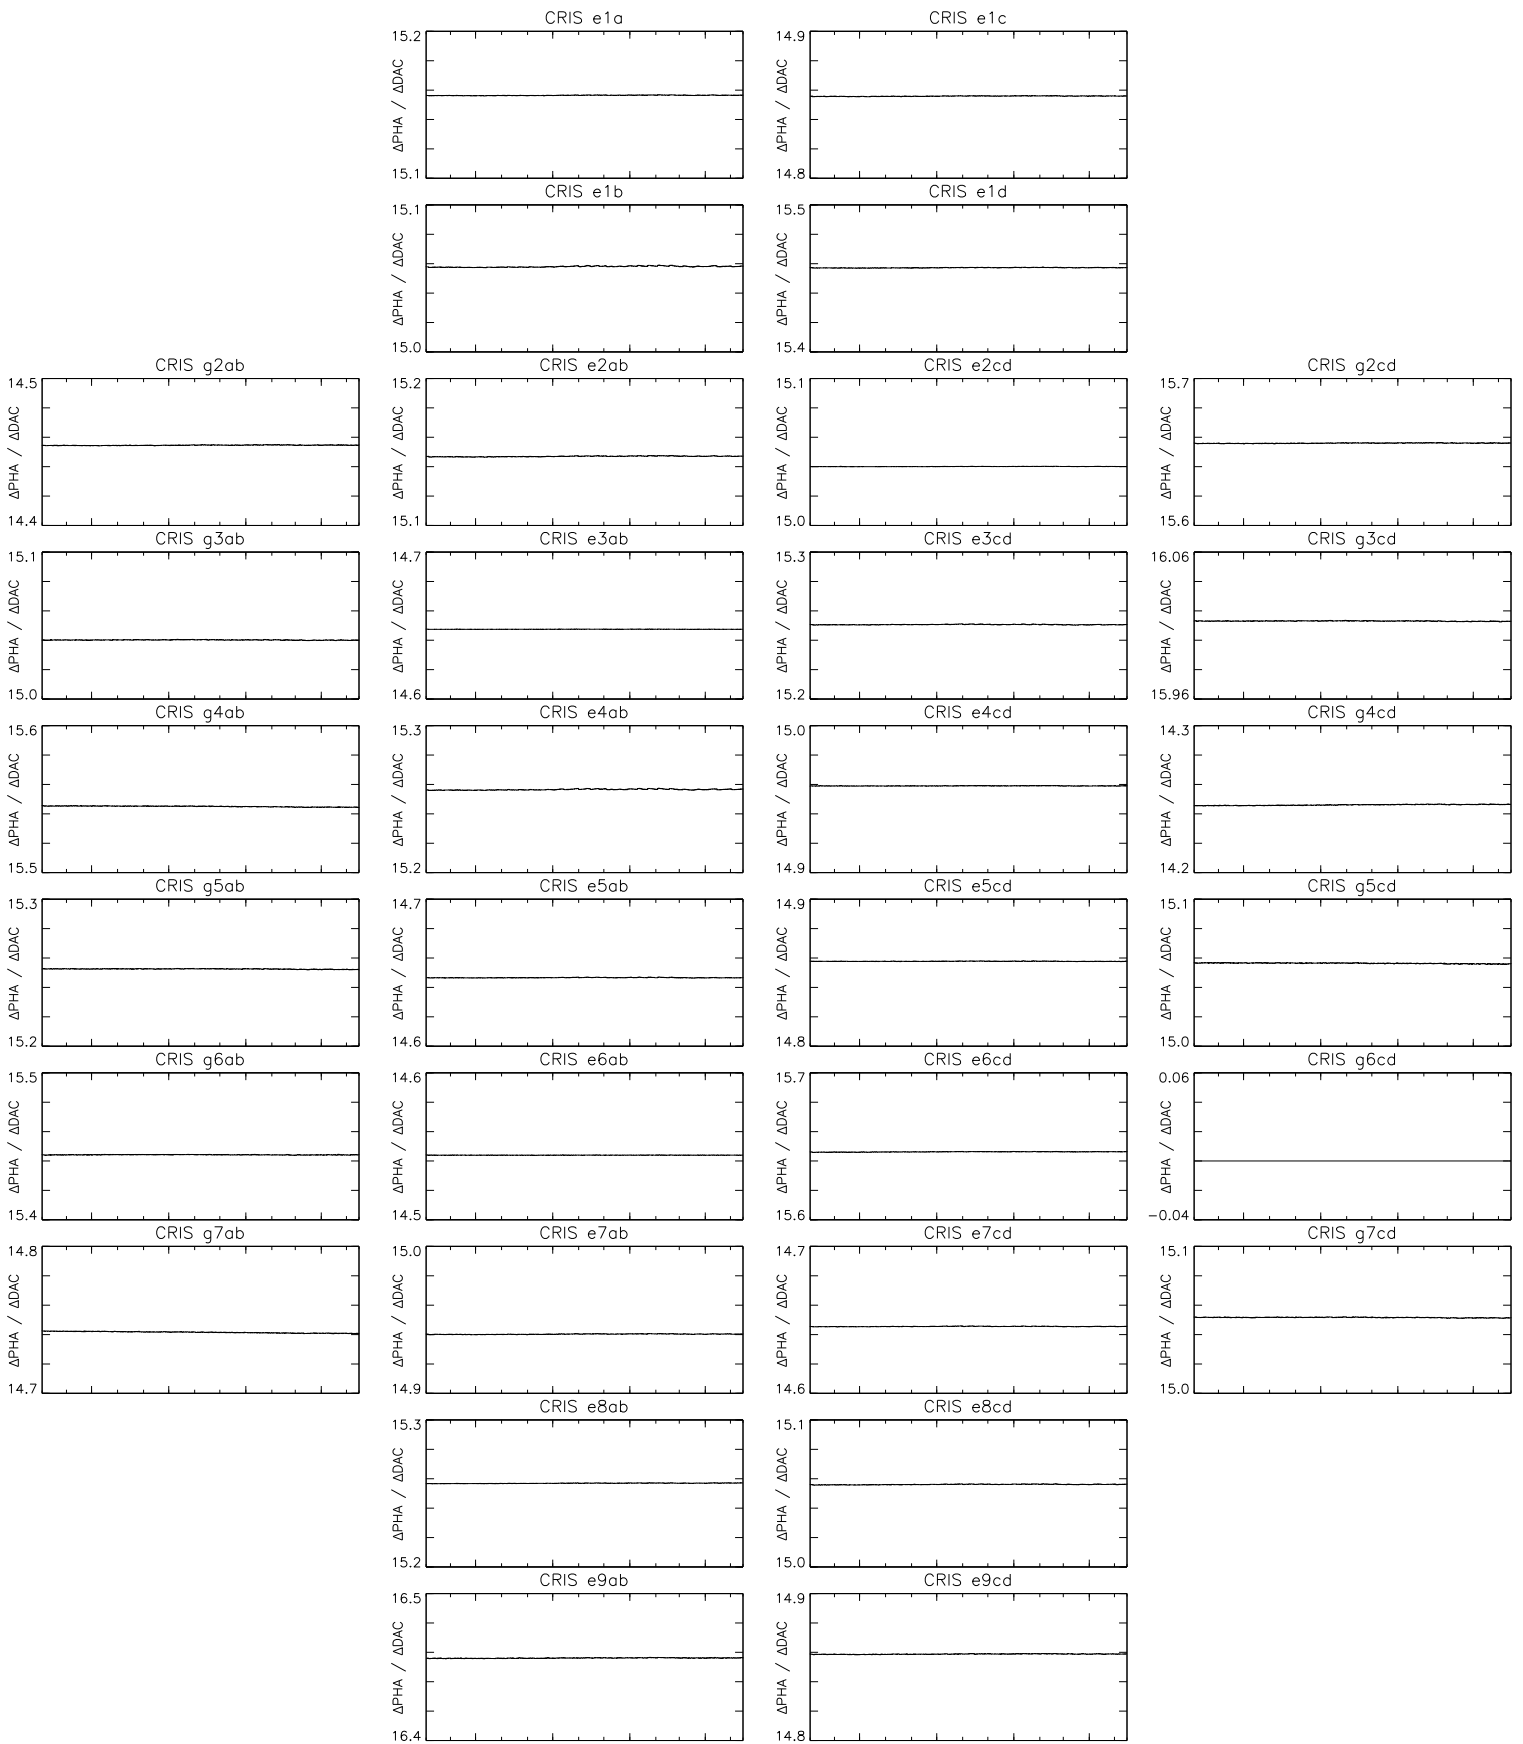 CRIS e1a
CRIS e1c
15.2
ΔPHA / ΔDAC
15.1
14.9
ΔPHA / ΔDAC
14.8
CRIS e1b
CRIS e1d
15.1
ΔPHA / ΔDAC
15.0
15.5
ΔPHA / ΔDAC
15.4
CRIS g2ab
CRIS e2ab
CRIS e2cd
CRIS g2cd
14.5
ΔPHA / ΔDAC
14.4
15.2
ΔPHA / ΔDAC
15.1
15.1
ΔPHA / ΔDAC
15.0
15.7
ΔPHA / ΔDAC
15.6
CRIS g3ab
CRIS e3ab
CRIS e3cd
CRIS g3cd
15.1
ΔPHA / ΔDAC
15.0
14.7
ΔPHA / ΔDAC
14.6
15.3
ΔPHA / ΔDAC
15.2
16.06
ΔPHA / ΔDAC
15.96
CRIS g4ab
CRIS e4ab
CRIS e4cd
CRIS g4cd
15.6
ΔPHA / ΔDAC
15.5
15.3
ΔPHA / ΔDAC
15.2
15.0
ΔPHA / ΔDAC
14.9
14.3
ΔPHA / ΔDAC
14.2
CRIS g5ab
CRIS e5ab
CRIS e5cd
CRIS g5cd
15.3
ΔPHA / ΔDAC
15.2
14.7
ΔPHA / ΔDAC
14.6
14.9
ΔPHA / ΔDAC
14.8
15.1
ΔPHA / ΔDAC
15.0
CRIS g6ab
CRIS e6ab
CRIS e6cd
CRIS g6cd
15.5
ΔPHA / ΔDAC
15.4
14.6
ΔPHA / ΔDAC
14.5
15.7
ΔPHA / ΔDAC
15.6
0.06
ΔPHA / ΔDAC
−0.04
CRIS g7ab
CRIS e7ab
CRIS e7cd
CRIS g7cd
14.8
ΔPHA / ΔDAC
14.7
15.0
ΔPHA / ΔDAC
14.9
14.7
ΔPHA / ΔDAC
14.6
15.1
ΔPHA / ΔDAC
15.0
CRIS e8ab
CRIS e8cd
15.3
ΔPHA / ΔDAC
15.2
15.1
ΔPHA / ΔDAC
15.0
CRIS e9ab
CRIS e9cd
16.5
ΔPHA / ΔDAC
16.4
14.9
ΔPHA / ΔDAC
14.8